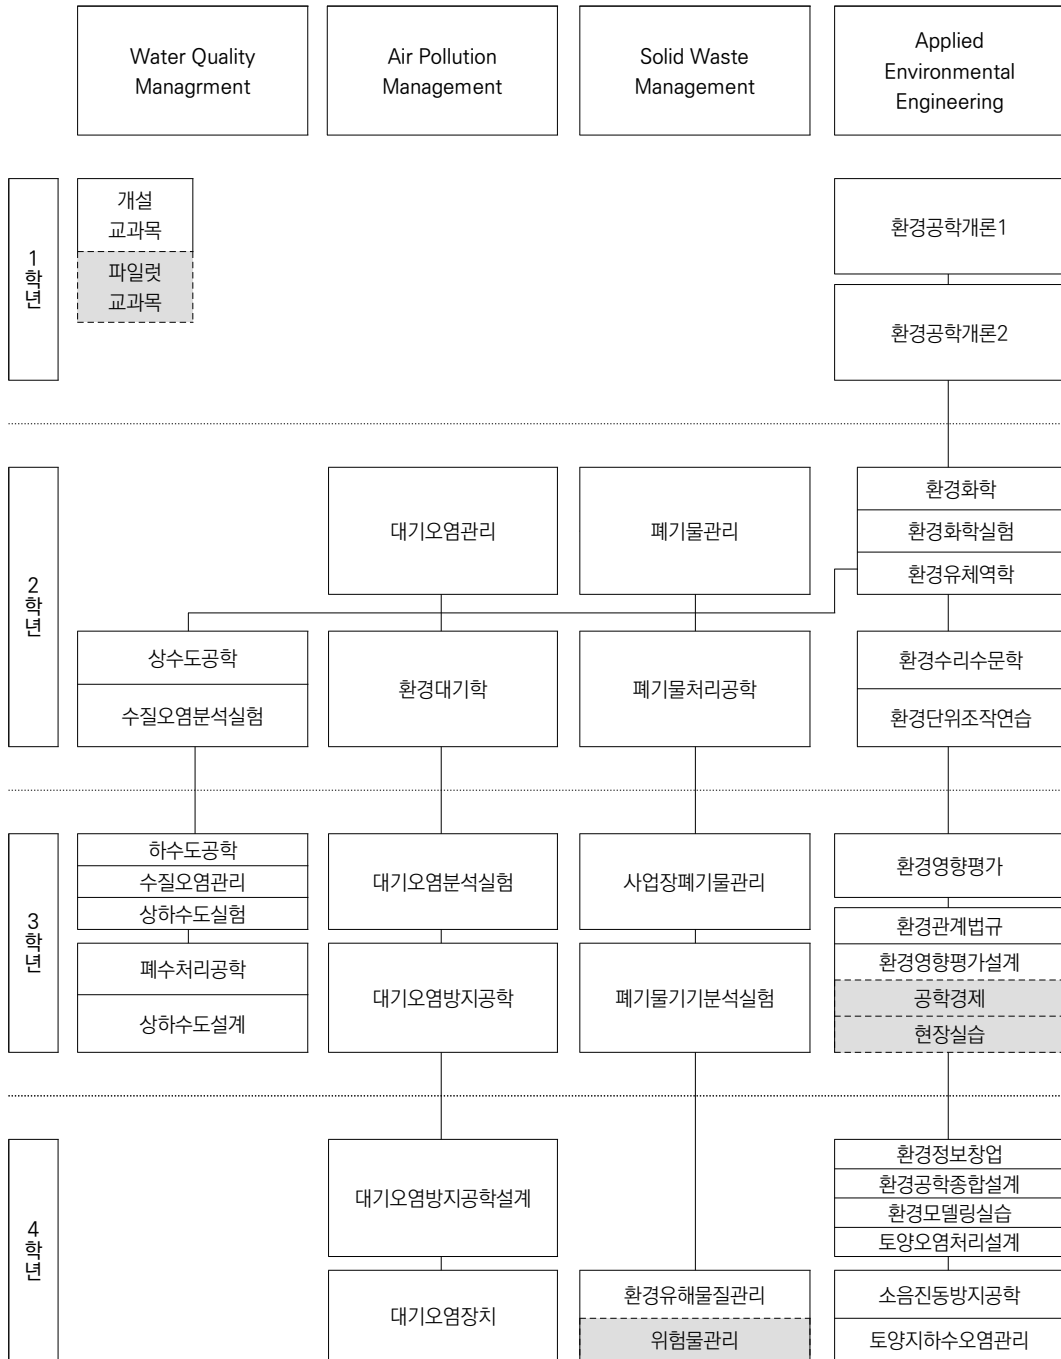 Water Quality
Managrment
Air Pollution
Management
Solid Waste
Management
Applied
Environmental
Engineering
1학년
개설
교과목
파일럿
교과목
환경공학개론1
환경공학개론2
2학년
대기오염관리
폐기물관리
환경화학
환경화학실험
환경유체역학
상수도공학
수질오염분석실험
환경대기학
폐기물처리공학
환경수리수문학
환경단위조작연습
3학년
하수도공학
수질오염관리
상하수도실험
대기오염분석실험
사업장폐기물관리
환경영향평가
폐수처리공학
상하수도설계
대기오염방지공학
폐기물기기분석실험
환경관계법규
환경영향평가설계
공학경제
현장실습
4학년
대기오염방지공학설계
환경정보창업
환경공학종합설계
환경모델링실습
토양오염처리설계
대기오염장치
환경유해물질관리
위험물관리
소음진동방지공학
토양지하수오염관리